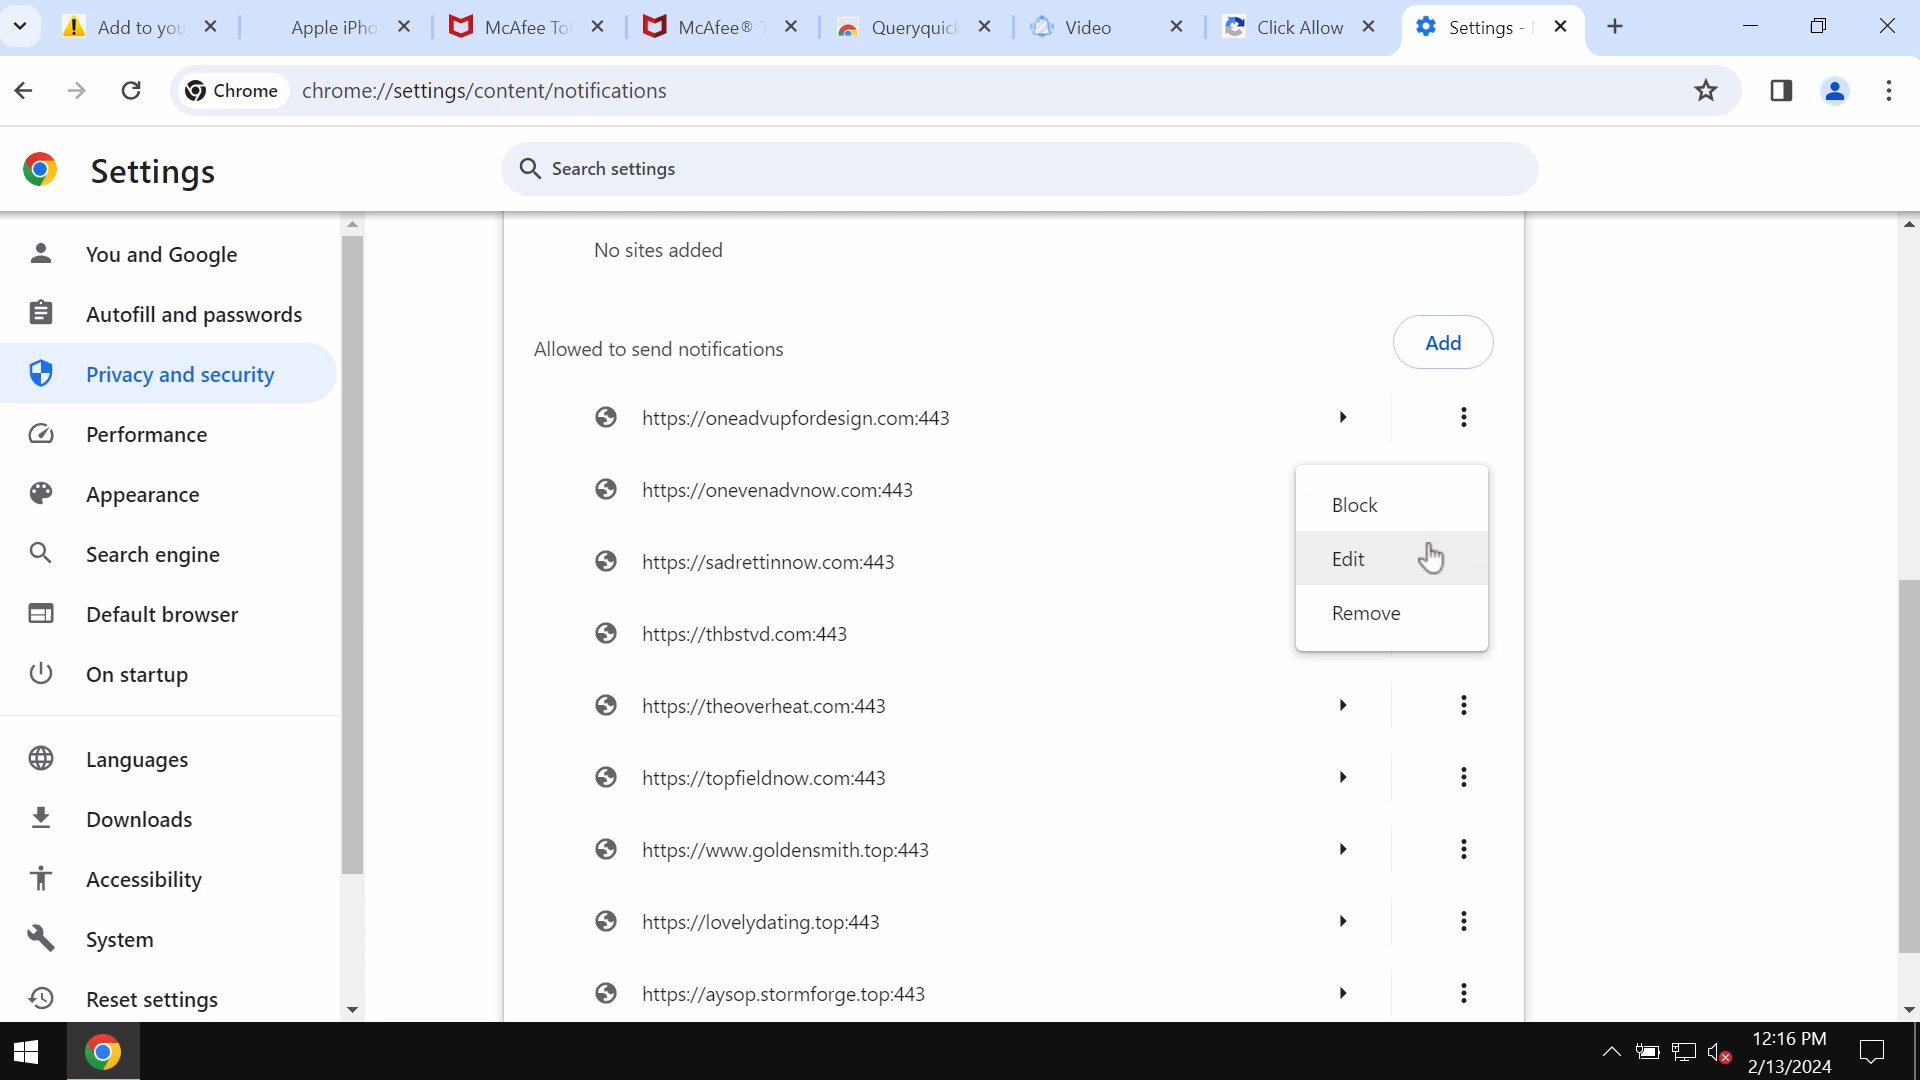 Add to you
Apple iPho
McAfee Tot
McAfee® T
Queryquick
Video
Click Allow
Settings - N
Chrome
chrome://settings/content/notifications
Settings
Search settings
You and Google
Autofill and passwords
Privacy and security
Performance
Appearance
Search engine
Default browser
On startup
Languages
Downloads
Accessibility
System
Reset settings
No sites added
Allowed to send notifications
Add
https://oneadvupfordesign.com:443
https://onevenadvnow.com:443
https://sadrettinnow.com:443
https://thbstvd.com:443
https://theoverheat.com:443
https://topfieldnow.com:443
https://www.goldensmith.top:443
https://lovelydating.top:443
https://aysop.stormforge.top:443
Block
Edit
Remove
12:16 PM
2/13/2024